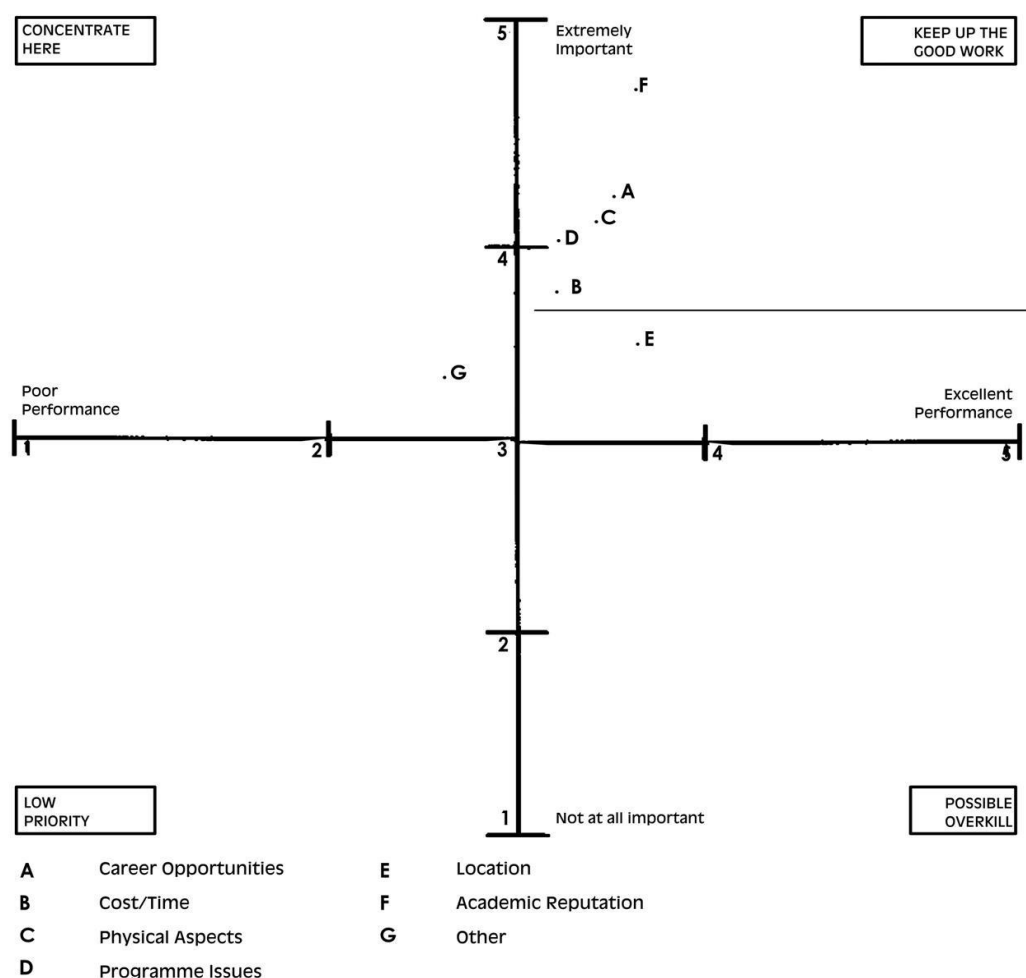 CONCENTRATE
HERE
5
Extremely
Important
KEEP UP THE
GOOD WORK
.F
.A
.C
.D
4
. B
.E
.G
Poor
Performance
Excellent
Performance
1
2
3
4
5
2
LOW
PRIORITY
1
Not at all important
POSSIBLE
OVERKILL
A Career Opportunities
E Location
B Cost/Time
F Academic Reputation
C Physical Aspects
G Other
D Programme Issues